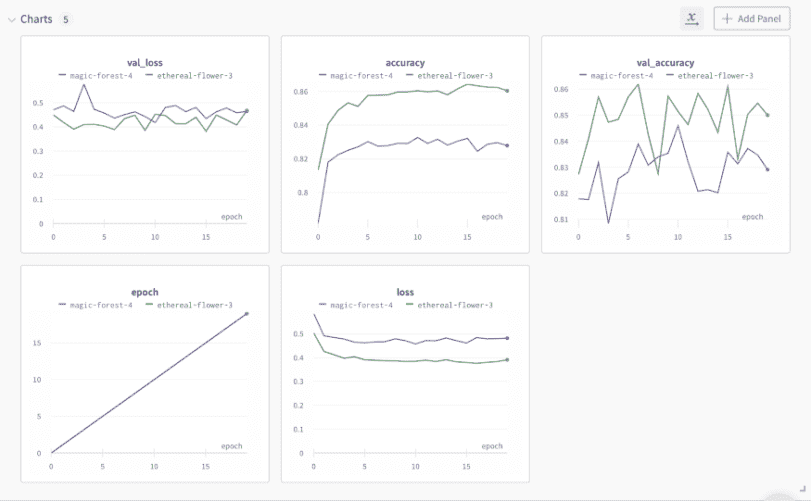 Charts 5
+ Add Panel
val_loss
magic-forest-4 ethereal-flower-3
0.5
0.4
0.3
0.2
0.1
0
epoch
0 5 10 15
accuracy
magic-forest-4 ethereal-flower-3
0.86
0.84
0.82
0.8
epoch
0 5 10 15
val_accuracy
magic-forest-4 ethereal-flower-3
0.86
0.85
0.84
0.83
0.82
0.81
epoch
0 5 10 15
epoch
magic-forest-4 ethereal-flower-3
15
10
5
0
epoch
0 5 10 15
loss
magic-forest-4 ethereal-flower-3
0.5
0.4
0.3
0.2
0.1
0
epoch
0 5 10 15